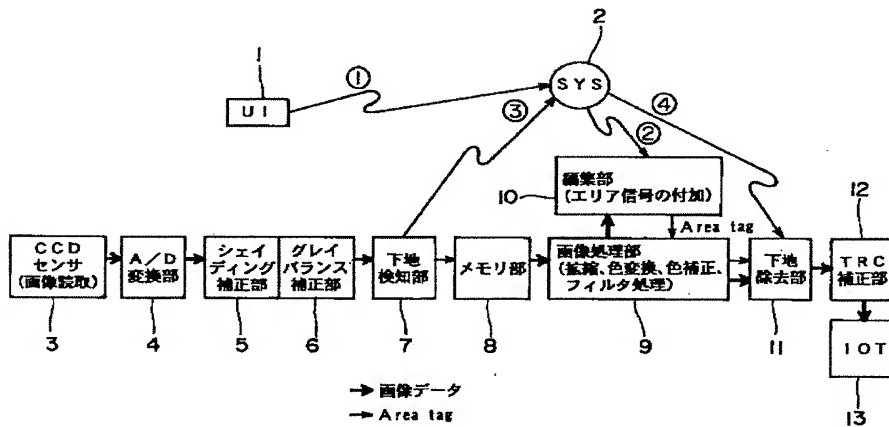 2
1
①
SYS
④
UI
③
②
編集部
(エリア信号の付加)
10
12
Area tag
CCD
センサ
(画像読取)
A/D
変換部
シェイ
ディング
補正部
グレイ
バランス
補正部
下地
検知部
メモリ部
画像処理部
(拡縮、色変換、色補正、
フィルタ処理)
下地
除去部
TRC
補正部
3
4
5
6
7
8
9
11
IOT
画像データ
Area tag
13